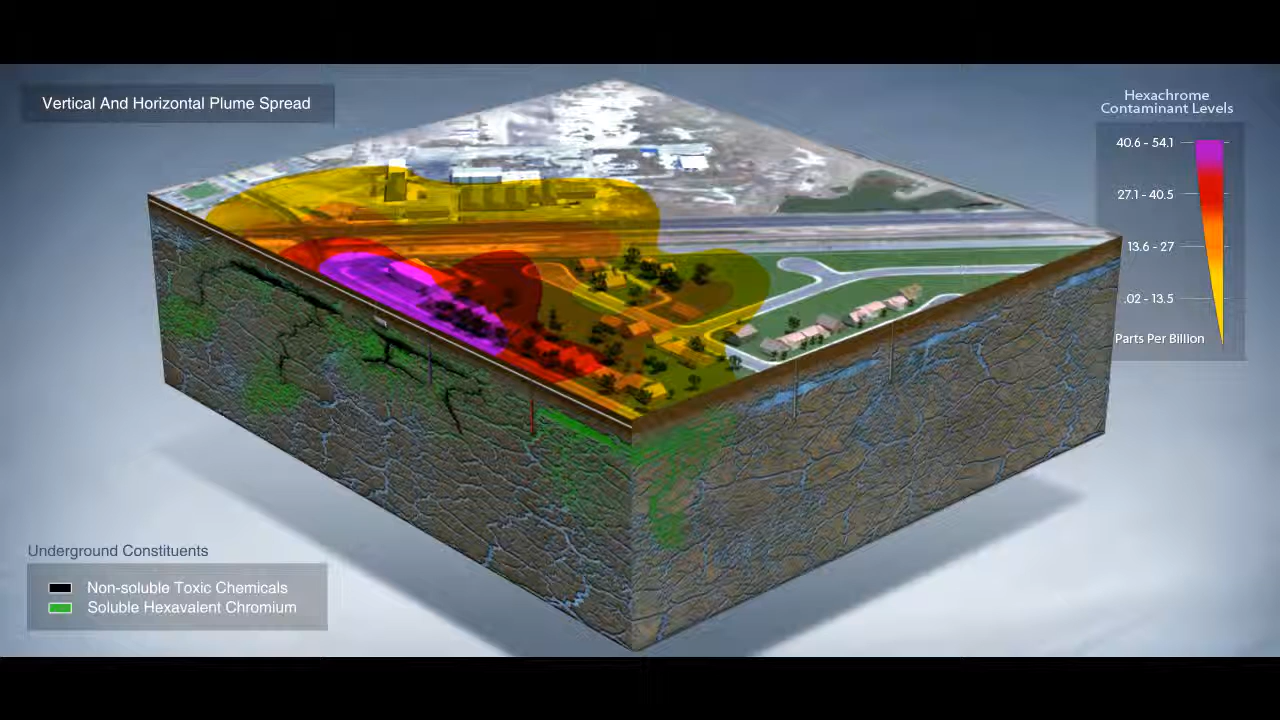 Vertical And Horizontal Plume Spread
Hexachrome
Contaminant Levels
40.6 - 54.1
27.1 - 40.5
13.6 - 27
.02 - 13.5
Parts Per Billion
Underground Constituents
Non-soluble Toxic Chemicals
Soluble Hexavalent Chromium